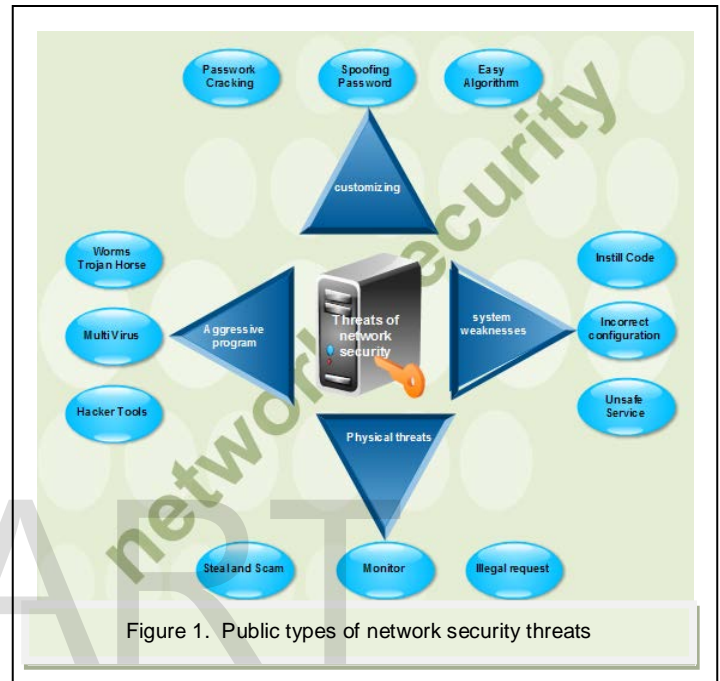 Passwork
Cracking
Spoofing
Password
Easy
Algorithm
customizing
network security
Worms
Trojan Horse
Multi Virus
Hacker Tools
Aggressive
program
Threats of
network
security
system
weaknesses
Instill Code
Incorrect
configuration
Unsafe
Service
Physical threats
Steal and Scam
Monitor
Illegal request
ART
Figure 1. Public types of network security threats